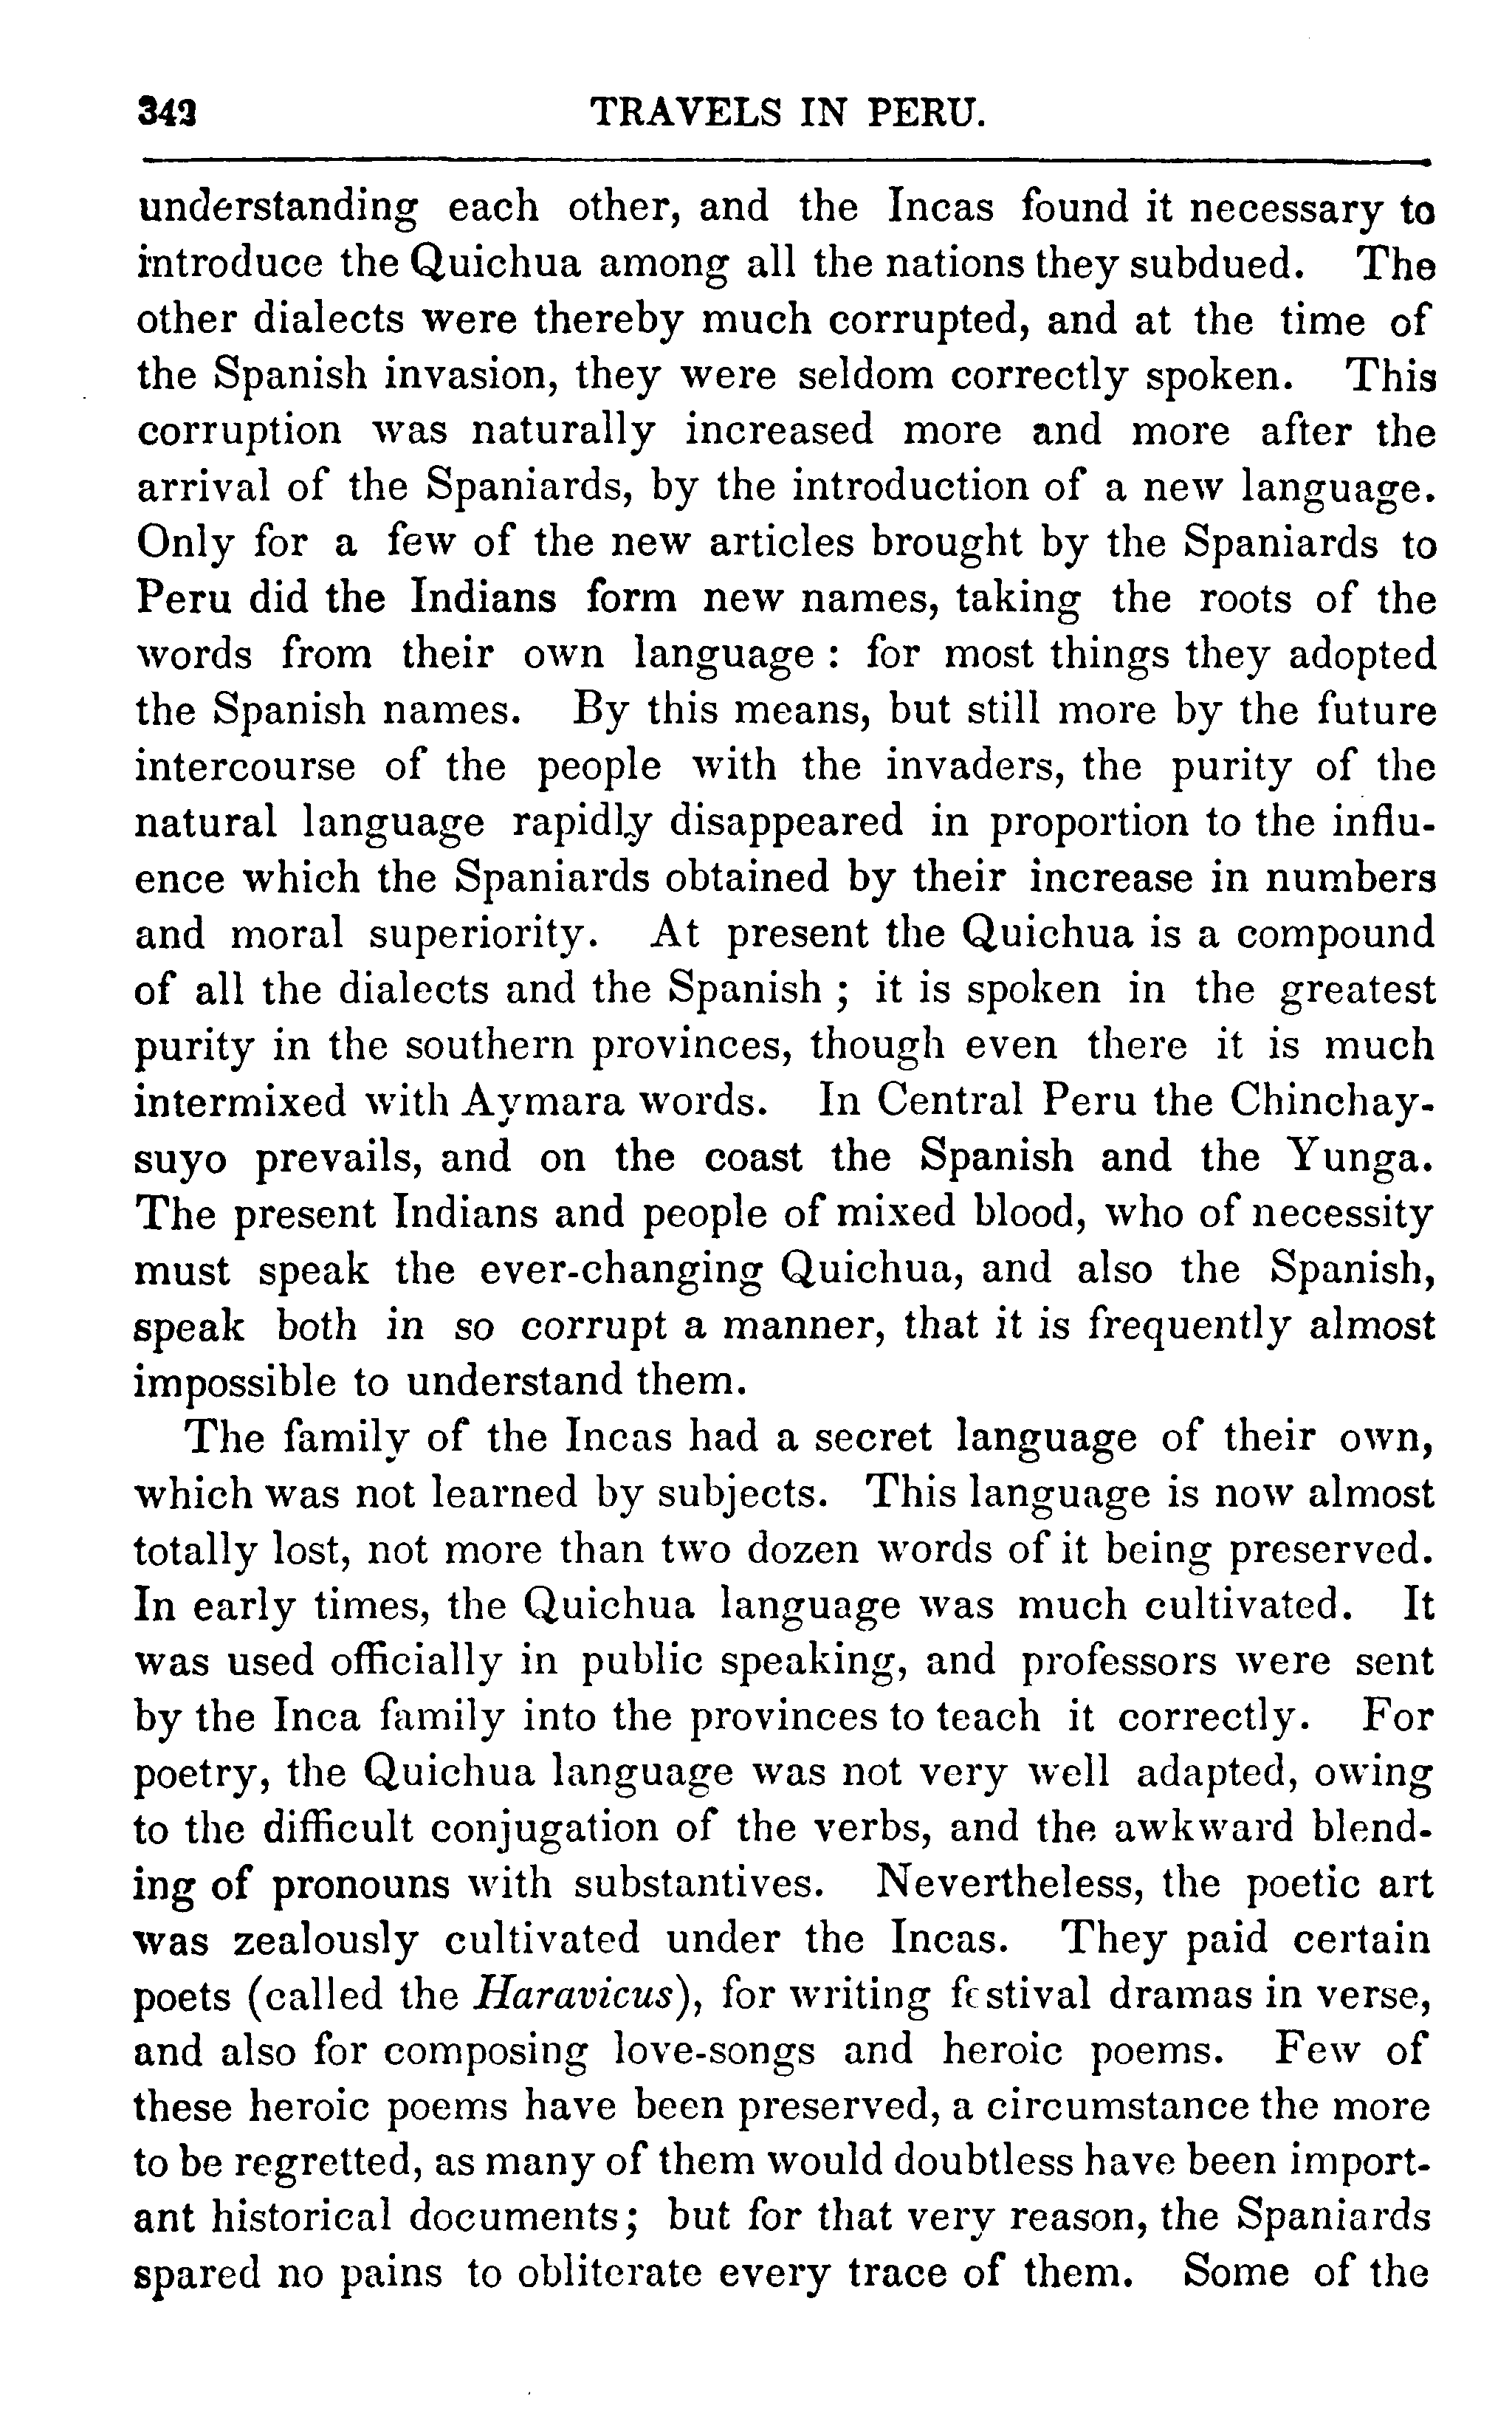 342 TRAVELS IN PERU.
understanding each other, and the Incas found it necessary to
introduce the Quichua among all the nations they subdued. The
other dialects were thereby much corrupted, and at the time of
the Spanish invasion, they were seldom correctly spoken. This
corruption was naturally increased more and more after the
arrival of the Spaniards, by the introduction of a new language.
Only for a few of the new articles brought by the Spaniards to
Peru did the Indians form new names, taking the roots of the
words from their own language : for most things they adopted
the Spanish names. By this means, but still more by the future
intercourse of the people with the invaders, the purity of the
natural language rapidly disappeared in proportion to the influ-
ence which the Spaniards obtained by their increase in numbers
and moral superiority. At present the Quichua is a compound
of all the dialects and the Spanish ; it is spoken in the greatest
purity in the southern provinces, though even there it is much
intermixed with Aymara words. In Central Peru the Chinchay-
suyo prevails, and on the coast the Spanish and the Yunga.
The present Indians and people of mixed blood, who of necessity
must speak the ever-changing Quichua, and also the Spanish,
speak both in so corrupt a manner, that it is frequently almost
impossible to understand them.
The family of the Incas had a secret language of their own,
which was not learned by subjects. This language is now almost
totally lost, not more than two dozen words of it being preserved.
In early times, the Quichua language was much cultivated. It
was used officially in public speaking, and professors were sent
by the Inca family into the provinces to teach it correctly. For
poetry, the Quichua language was not very well adapted, owing
to the difficult conjugation of the verbs, and the awkward blend-
ing of pronouns with substantives. Nevertheless, the poetic art
was zealously cultivated under the Incas. They paid certain
poets (called the Haravicus), for writing festival dramas in verse,
and also for composing love-songs and heroic poems. Few of
these heroic poems have been preserved, a circumstance the more
to be regretted, as many of them would doubtless have been import-
ant historical documents; but for that very reason, the Spaniards
spared no pains to obliterate every trace of them. Some of the